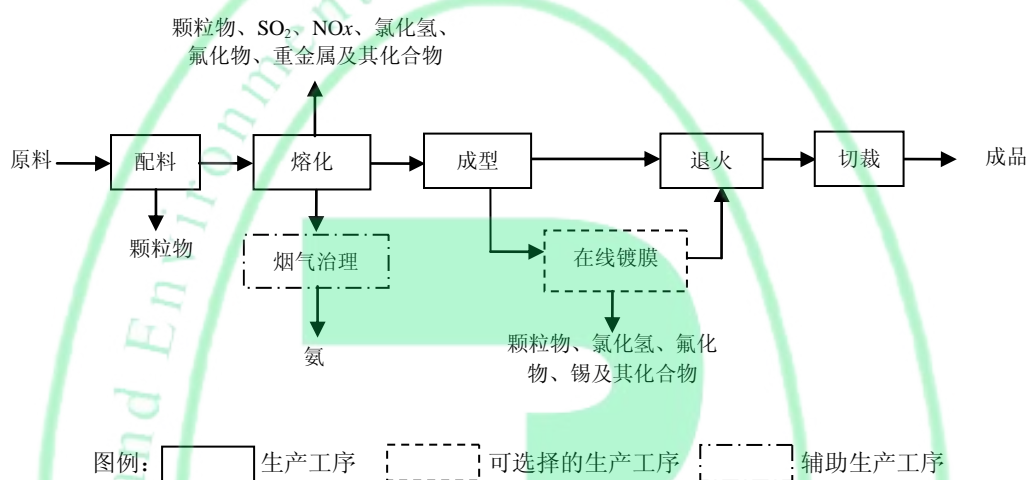 颗粒物、SO₂、NOx、氯化氢、
氟化物、重金属及其化合物
原料
配料
熔化
成型
退火
切裁
成品
颗粒物
烟气治理
在线镀膜
氨
颗粒物、氯化氢、氟化
物、锡及其化合物
图例:
生产工序
可选择的生产工序
辅助生产工序
and Environmen